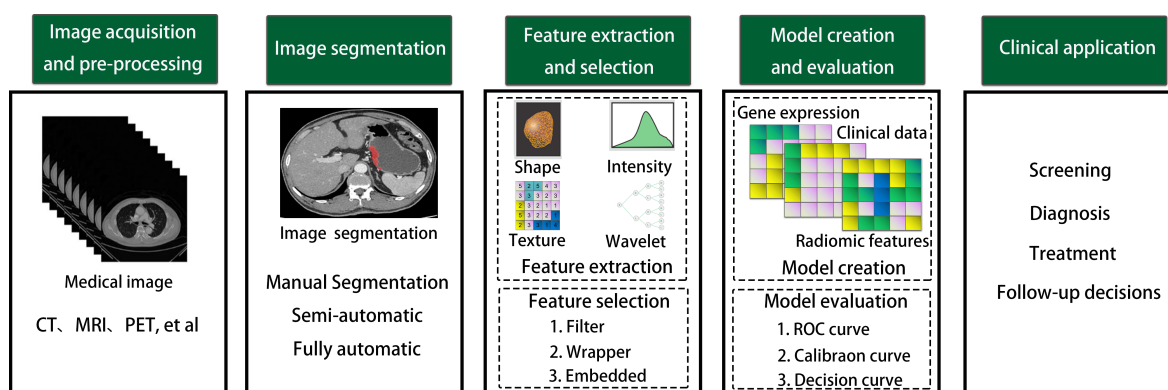 Image acquisition
and pre-processing
Medical image
CT、MRI、PET, et al
Image segmentation
Image segmentation
Manual Segmentation
Semi-automatic
Fully automatic
Feature extraction
and selection
Shape
Intensity
Texture
Wavelet
Feature extraction
Feature selection
1. Filter
2. Wrapper
3. Embedded
Model creation
and evaluation
Gene expression
Clinical data
Radiomic features
Model creation
Model evaluation
1. ROC curve
2. Calibraon curve
3. Decision curve
Clinical application
Screening
Diagnosis
Treatment
Follow-up decisions